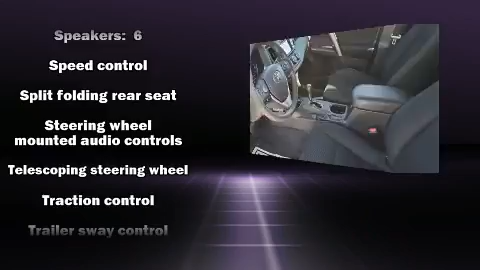 Speakers: 6
Speed control
Split folding rear seat
Steering wheel
mounted audio controls
Telescoping steering wheel
Traction control
Trailer sway control